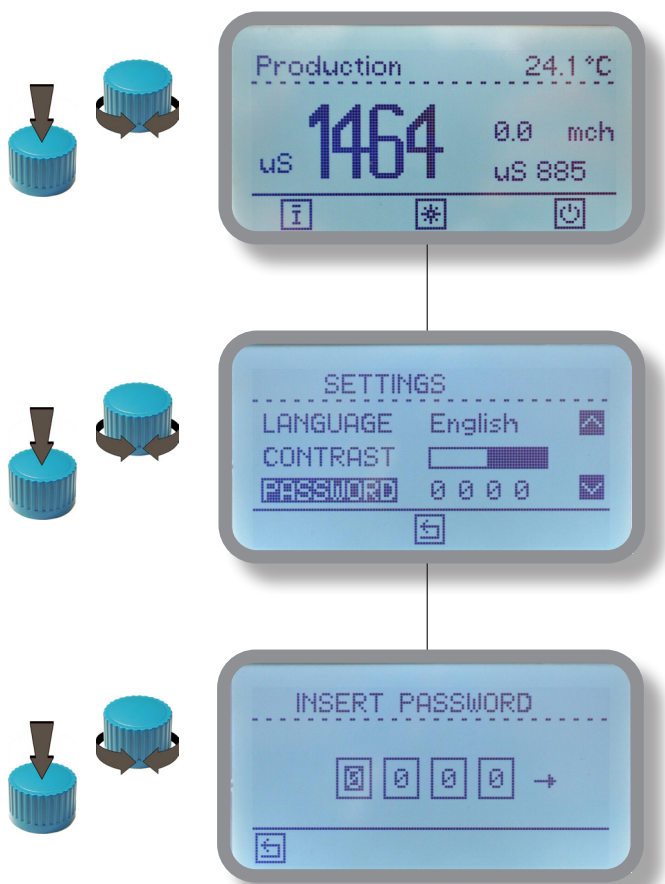 Production 24.1 °C
uS 1464 0.0 mch
uS 885
SETTINGS
LANGUAGE English
CONTRAST
PASSWORD 0 0 0 0
INSERT PASSWORD
0 0 0 0 →